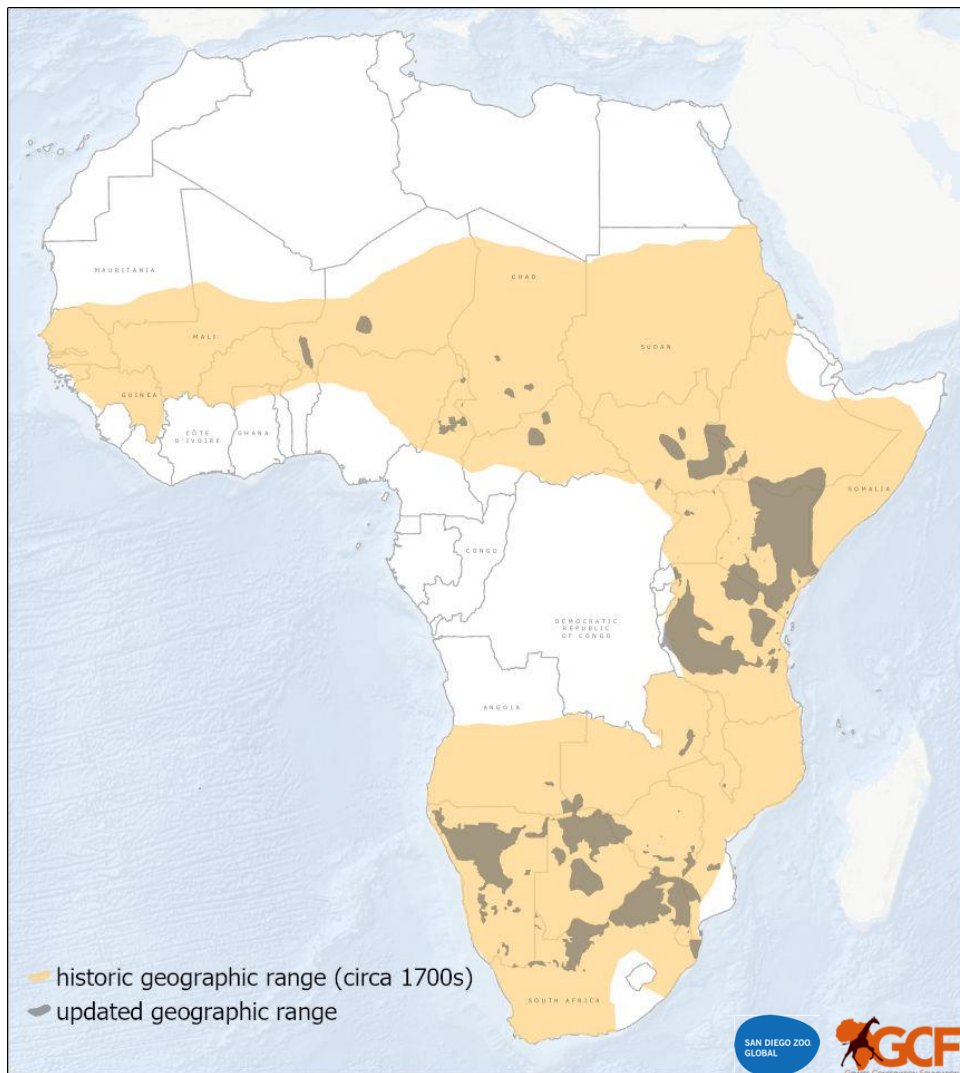 MAURITANIA
CHAD
MALI
SUDAN
GUINEA
CÔTE
D'IVOIRE
GHANA
SOMALIA
CONGO
DEMOCRATIC
REPUBLIC
OF CONGO
ANGOLA
historic geographic range (circa 1700s)
updated geographic range
SOUTH AFRICA
SAN DIEGO ZOO
GLOBAL
GCF